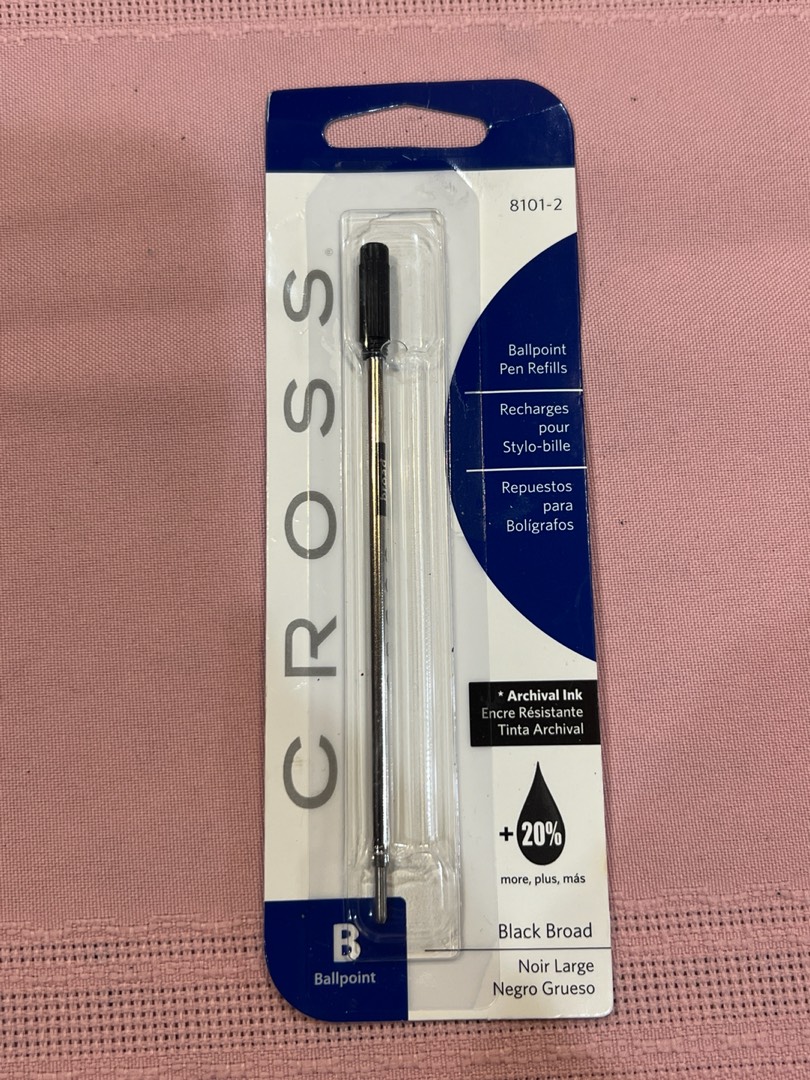 8101-2
CROSS®
Ballpoint
Pen Refills
Recharges
pour
Stylo-bille
Repuestos
para
Bolígrafos
broad
* Archival Ink
Encre Résistante
Tinta Archival
+20%
more, plus, más
B
Ballpoint
Black Broad
Noir Large
Negro Grueso